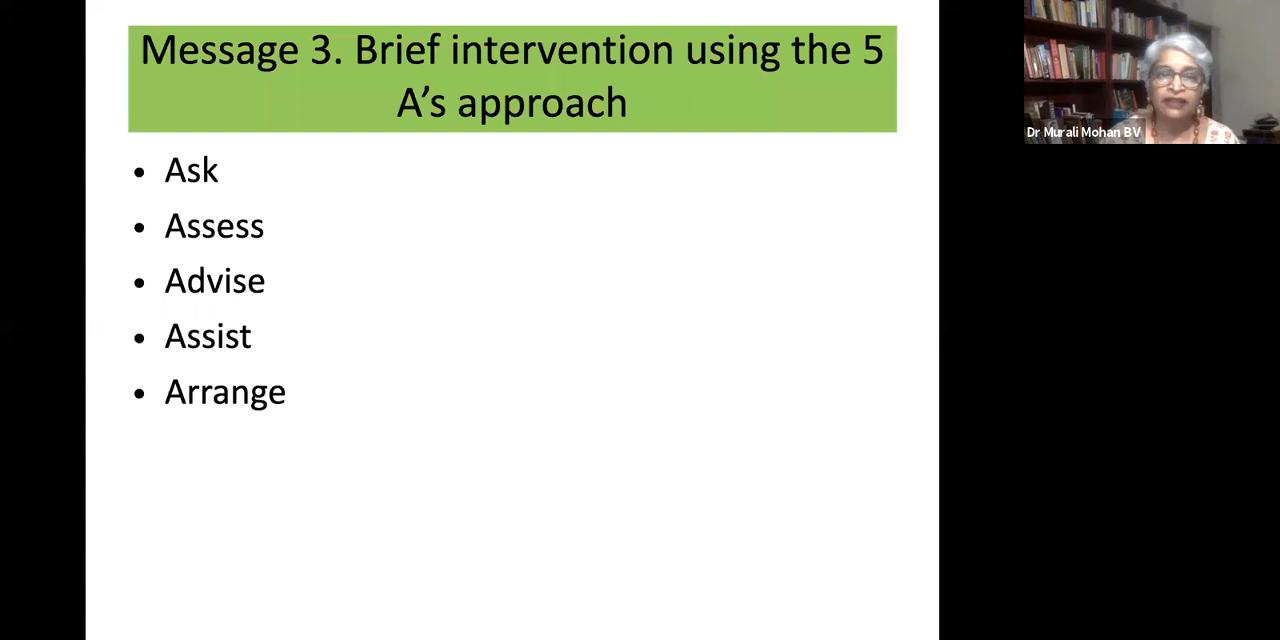 Message 3. Brief intervention using the 5
A’s approach
• Ask
• Assess
• Advise
• Assist
• Arrange
Dr Murali Mohan BV